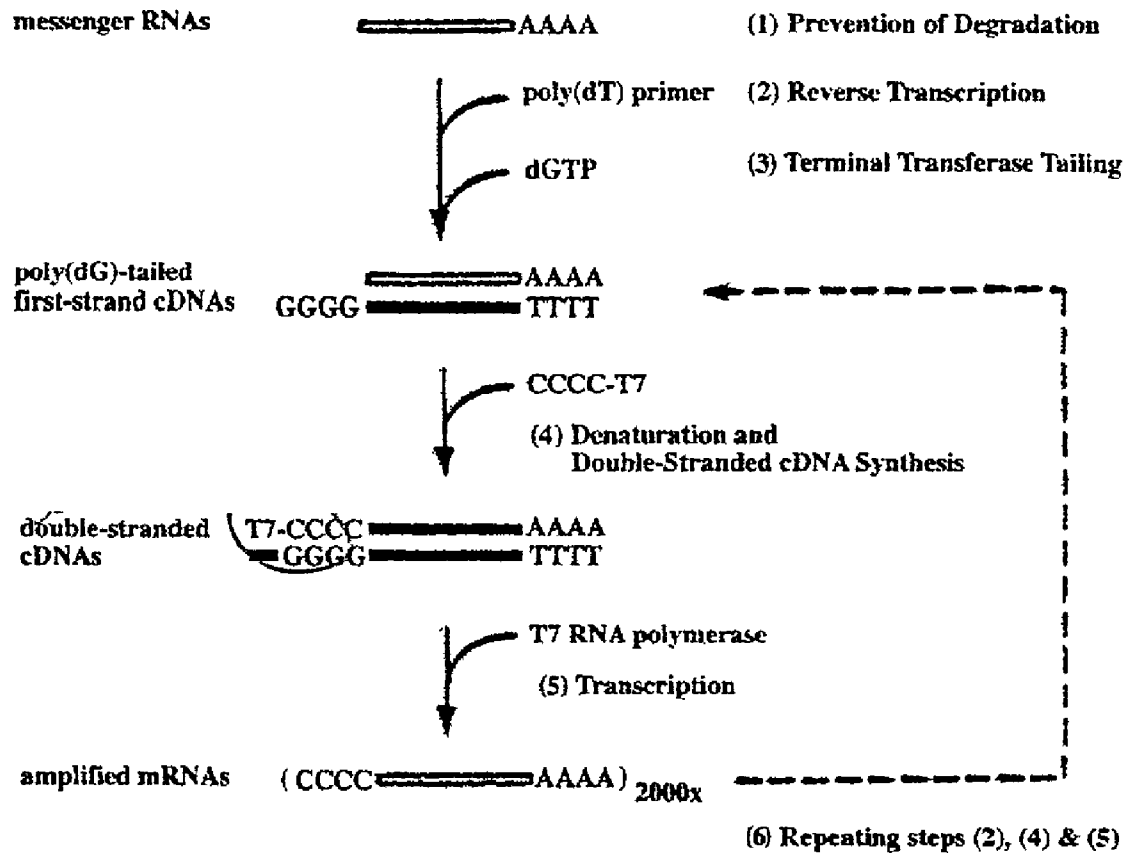 messenger RNAs AAAA (1) Prevention of Degradation
poly(dT) primer (2) Reverse Transcription
dGTP (3) Terminal Transferase Tailing
poly(dG)-tailed AAAA
first-strand cDNAs GGGG TTTT
CCCC-T7
(4) Denaturation and
Double-Stranded cDNA Synthesis
double-stranded T7-CCCC AAAA
cDNAs GGGG TTTT
T7 RNA polymerase
(5) Transcription
amplified mRNAs (CCCC AAAA) 2000x
(6) Repeating steps (2), (4) & (5)